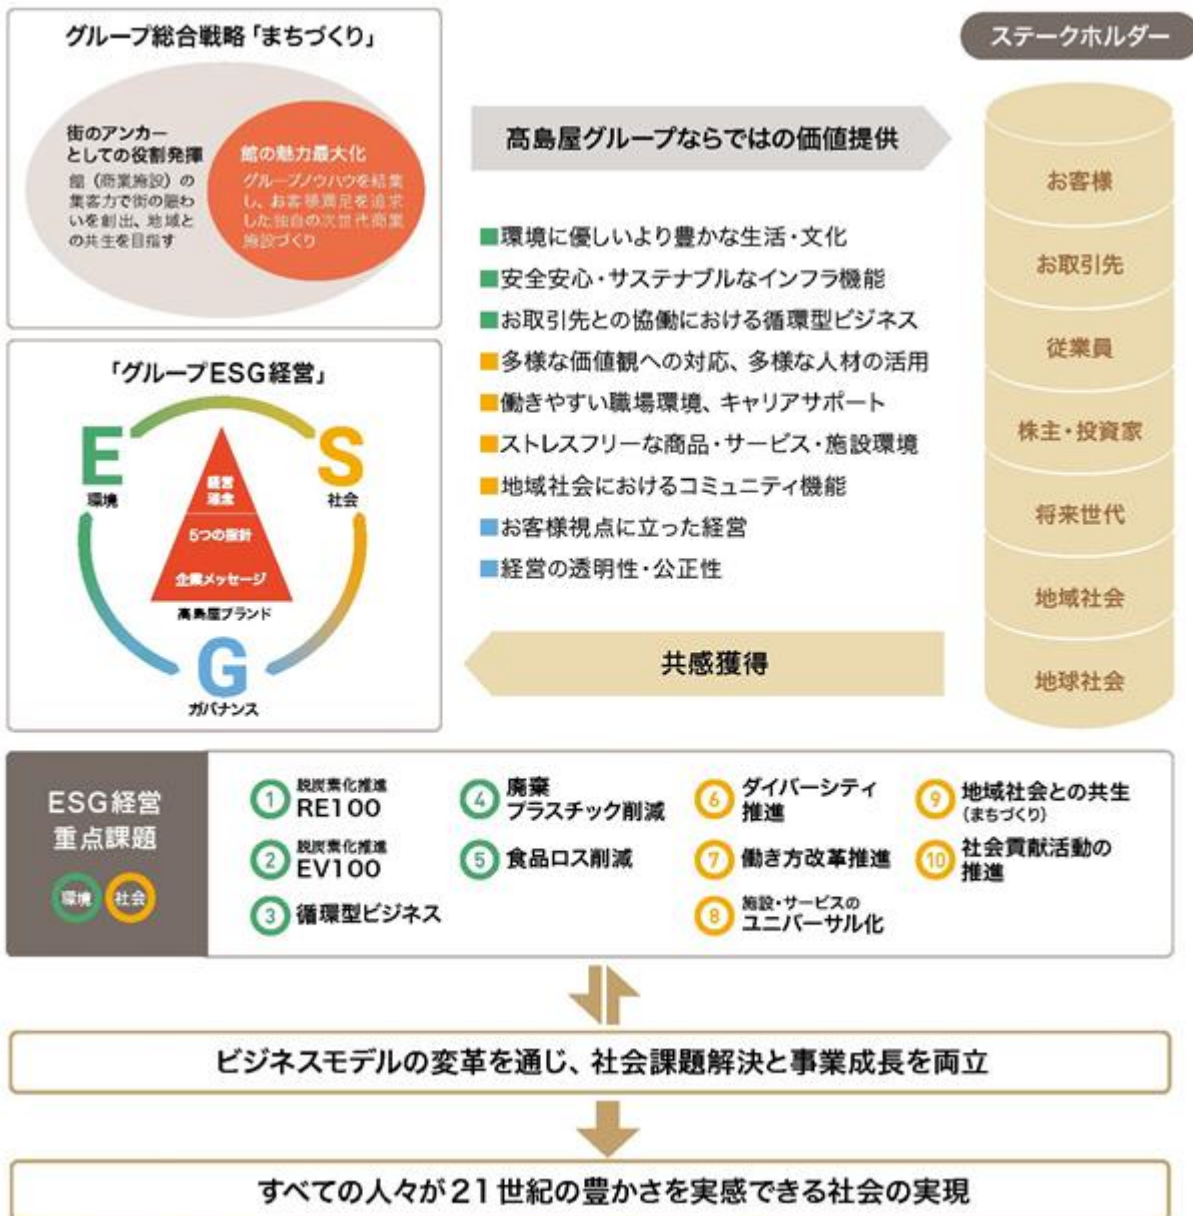 グループ総合戦略「まちづくり」
街のアンカー
としての役割発揮
館（商業施設）の
集客力で街の賑わ
いを創出、地域と
の共生を目指す
館の魅力最大化
グループノウハウを結集
し、お客様満足を追求
した独自の次世代商業
施設づくり
「グループESG経営」
E
環境
S
社会
経営
理念
5つの指針
企業メッセージ
髙島屋ブランド
G
ガバナンス
髙島屋グループならではの価値提供
■環境に優しいより豊かな生活・文化
■安全安心・サステナブルなインフラ機能
■お取引先との協働における循環型ビジネス
■多様な価値観への対応、多様な人材の活用
■働きやすい職場環境、キャリアサポート
■ストレスフリーな商品・サービス・施設環境
■地域社会におけるコミュニティ機能
■お客様視点に立った経営
■経営の透明性・公正性
共感獲得
ステークホルダー
お客様
お取引先
従業員
株主・投資家
将来世代
地域社会
地球社会
ESG経営
重点課題
環境 社会
1 脱炭素化推進
RE100
2 脱炭素化推進
EV100
3 循環型ビジネス
4 廃棄
プラスチック削減
5 食品ロス削減
6 ダイバーシティ
推進
7 働き方改革推進
8 施設・サービスの
ユニバーサル化
9 地域社会との共生
（まちづくり）
10 社会貢献活動の
推進
ビジネスモデルの変革を通じ、社会課題解決と事業成長を両立
すべての人々が21世紀の豊かさを実感できる社会の実現